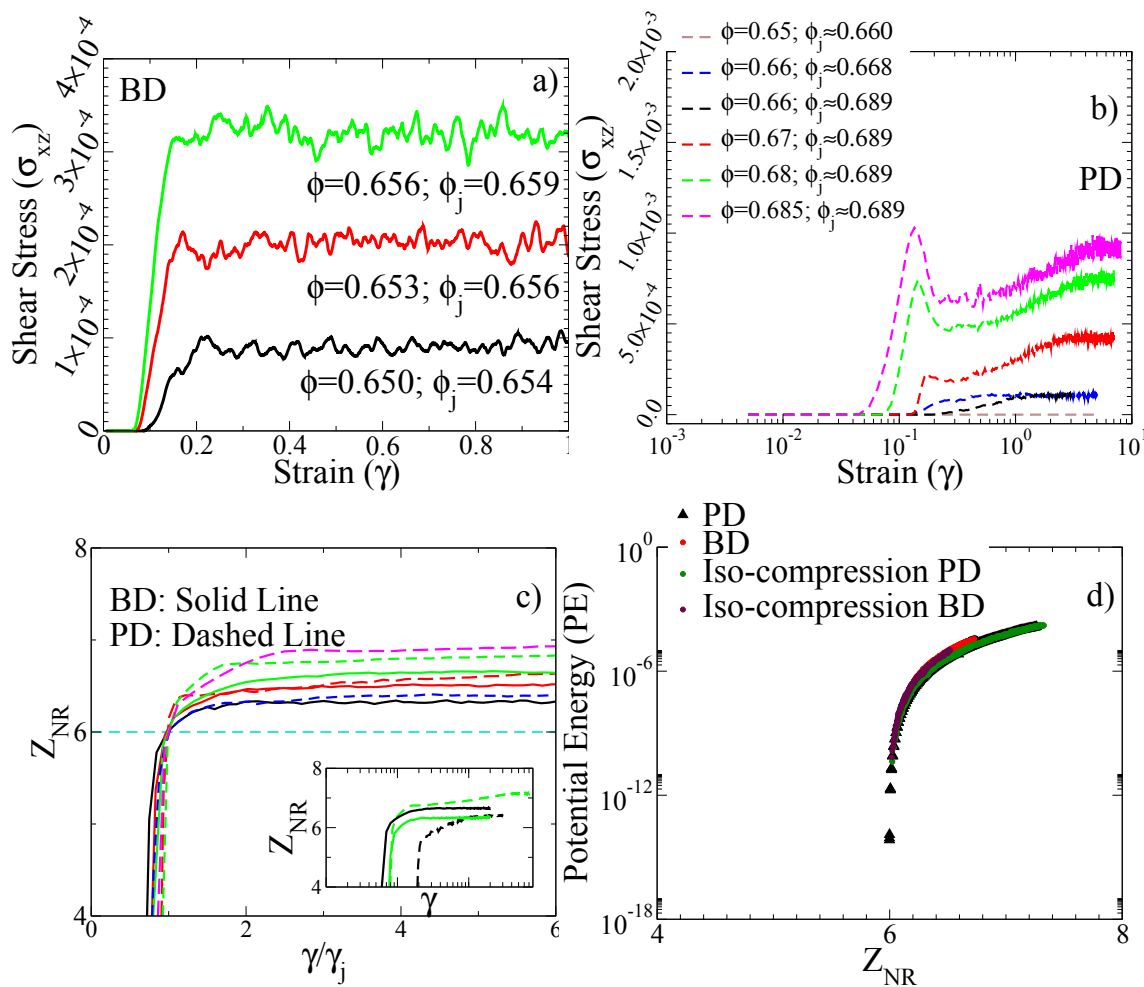 BD
a)
4×10⁻⁴
3×10⁻⁴
2×10⁻⁴
1×10⁻⁴
0
Shear Stress (σxz)
ϕ=0.656; ϕj=0.659
ϕ=0.653; ϕj=0.656
ϕ=0.650; ϕj=0.654
0 0.2 0.4 0.6 0.8 1
Strain (γ)
ϕ=0.65; ϕj≈0.660
ϕ=0.66; ϕj≈0.668
ϕ=0.66; ϕj≈0.689
ϕ=0.67; ϕj≈0.689
ϕ=0.68; ϕj≈0.689
ϕ=0.685; ϕj≈0.689
b)
PD
2.0×10⁻³
1.5×10⁻³
1.0×10⁻³
5.0×10⁻⁴
0.0
Shear Stress (σxz)
10⁻³ 10⁻² 10⁻¹ 10⁰ 10¹
Strain (γ)
BD: Solid Line
PD: Dashed Line
c)
8
6
4
Z_NR
8
6
4
Z_NR
γ
0 2 4 6
γ/γj
PD
BD
Iso-compression PD
Iso-compression BD
d)
10⁰
10⁻⁶
10⁻¹²
10⁻¹⁸
Potential Energy (PE)
4 6 8
Z_NR